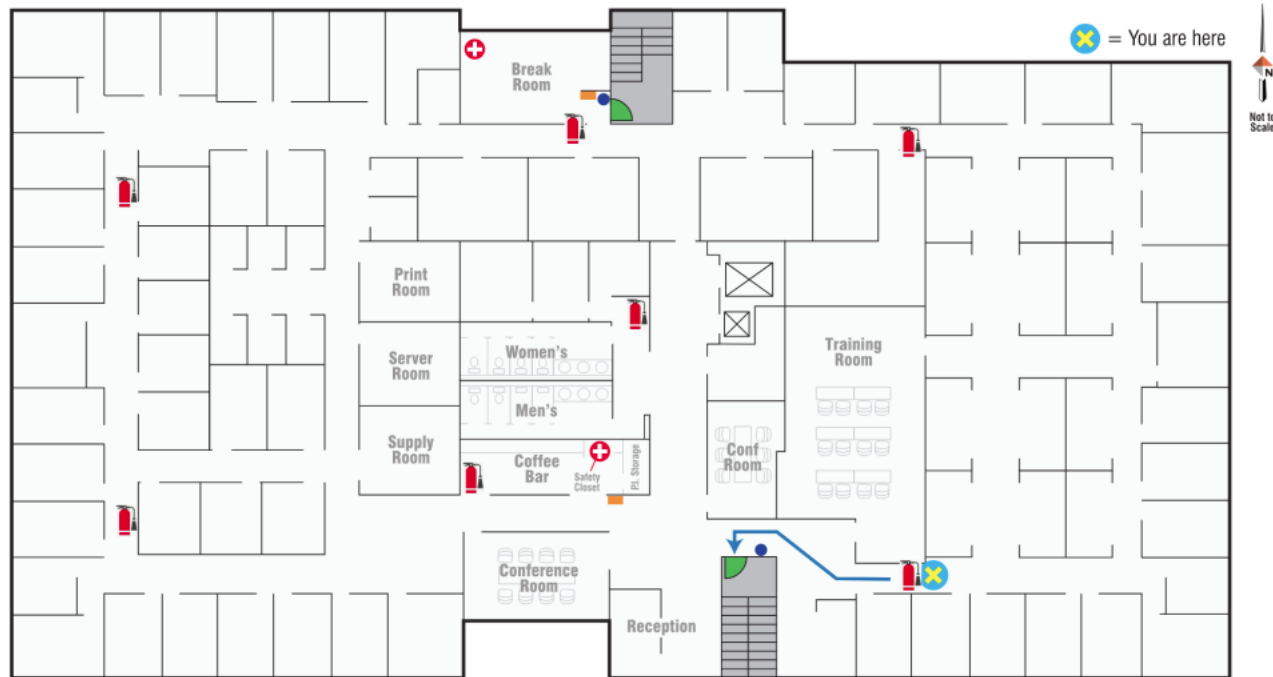 = You are here
N
Not to
Scale
Break
Room
Print
Room
Women's
Training
Room
Server
Room
Men's
Supply
Room
Coffee
Bar
Safety
Closet
P.I. Storage
Conf
Room
Conference
Room
Reception